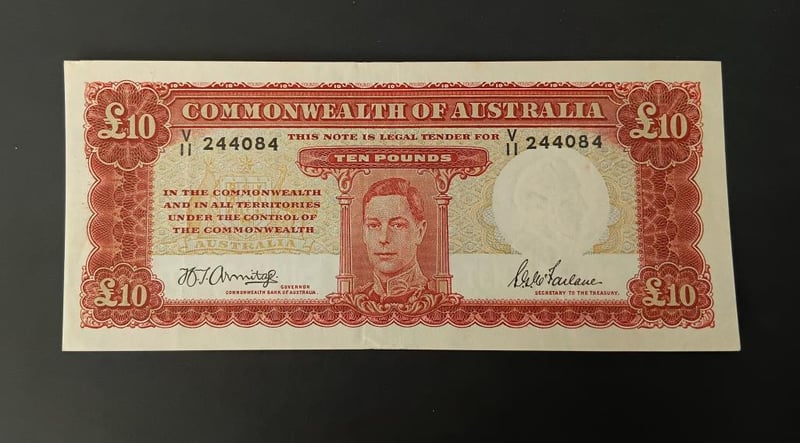 COMMONWEALTH OF AUSTRALIA
£10
£10
V/11 244084
THIS NOTE IS LEGAL TENDER FOR
V/11 244084
TEN POUNDS
IN THE COMMONWEALTH
AND IN ALL TERRITORIES
UNDER THE CONTROL OF
THE COMMONWEALTH
AUSTRALIA
H.T. Armitage
GOVERNOR
COMMONWEALTH BANK OF AUSTRALIA.
S.G. McFarlane
SECRETARY TO THE TREASURY.
£10
£10